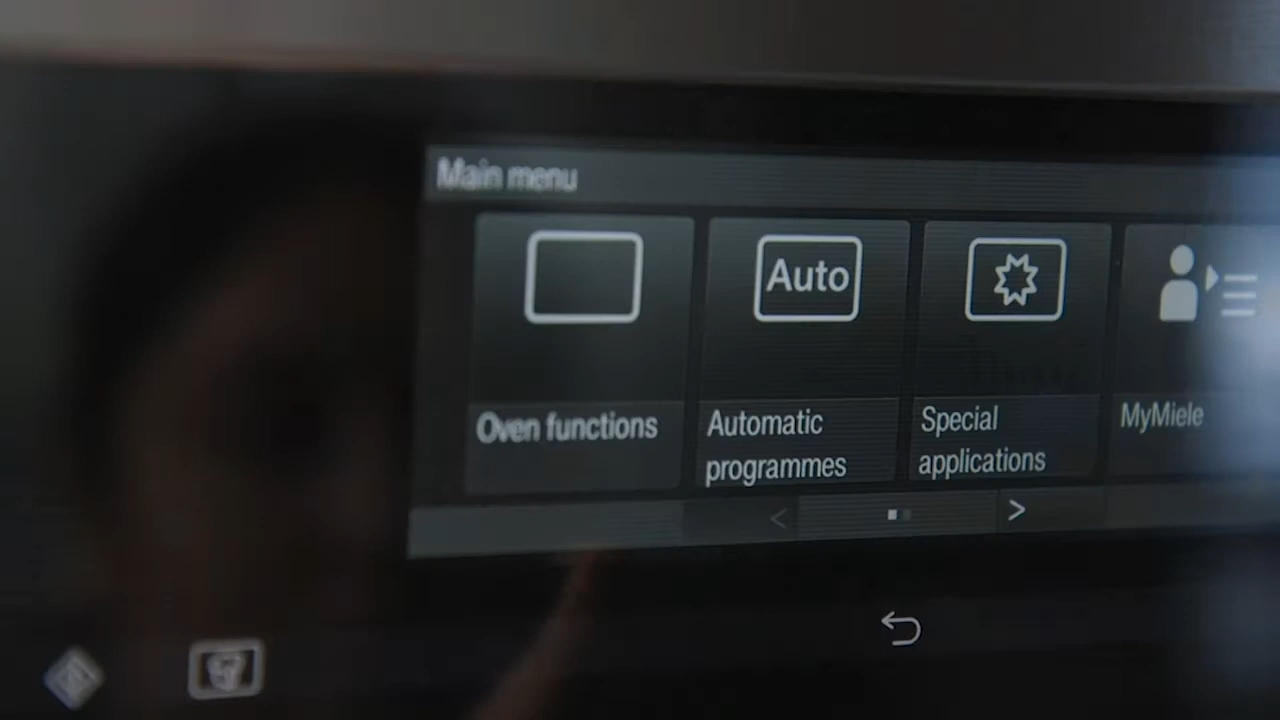 Main menu
Auto
Oven functions
Automatic
programmes
Special
applications
MyMiele